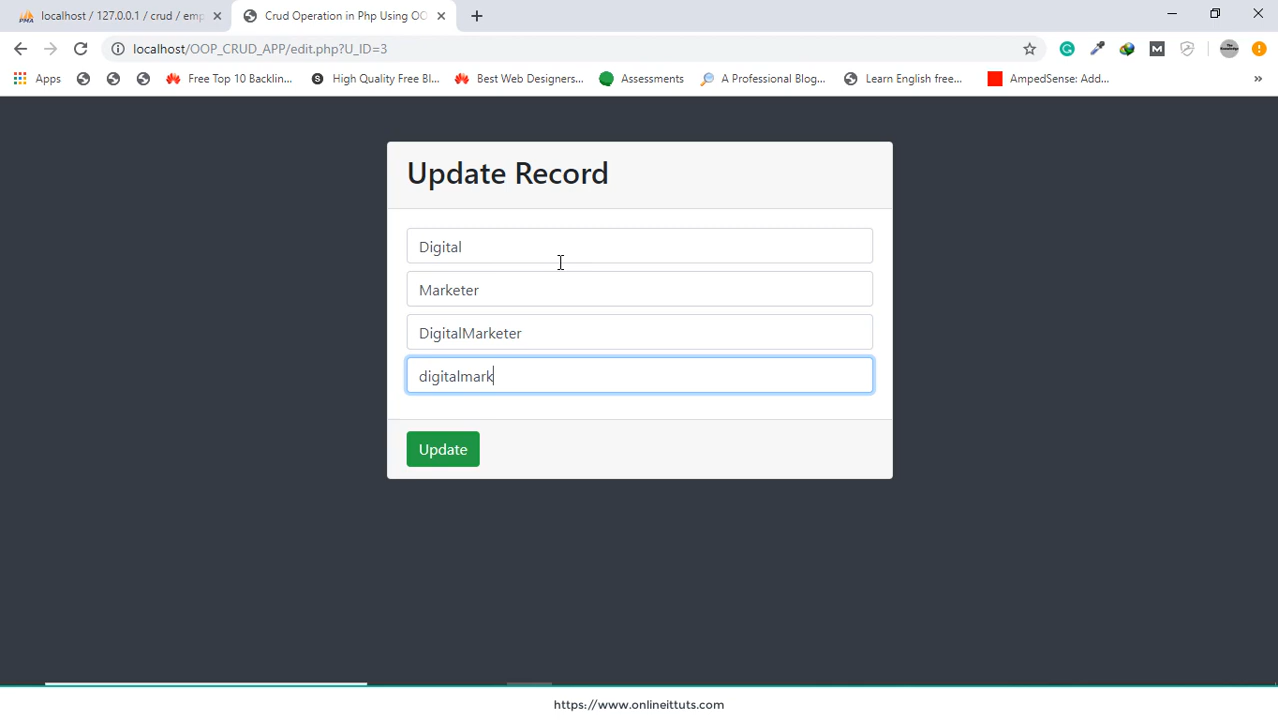 localhost / 127.0.0.1 / crud / emp
Crud Operation in Php Using OO
localhost/OOP_CRUD_APP/edit.php?U_ID=3
Apps
Free Top 10 Backlin...
High Quality Free Bl...
Best Web Designers...
Assessments
A Professional Blog...
Learn English free...
AmpedSense: Add...
Update Record
Digital
Marketer
DigitalMarketer
digitalmark
Update
https://www.onlineittuts.com